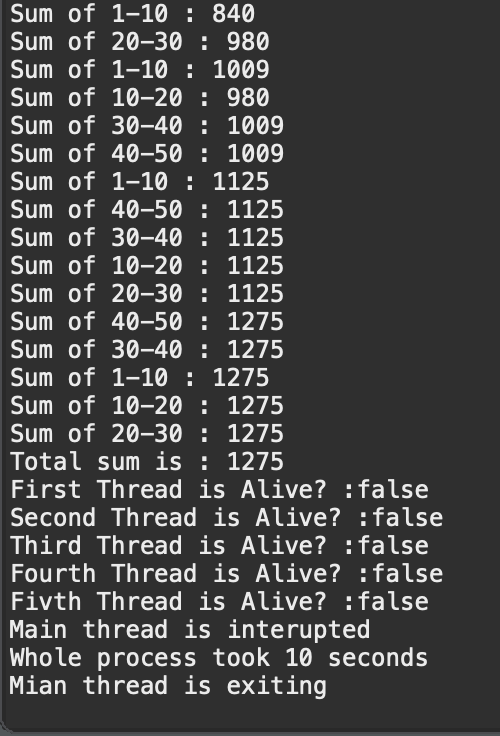 Sum of 1-10 : 840
Sum of 20-30 : 980
Sum of 1-10 : 1009
Sum of 10-20 : 980
Sum of 30-40 : 1009
Sum of 40-50 : 1009
Sum of 1-10 : 1125
Sum of 40-50 : 1125
Sum of 30-40 : 1125
Sum of 10-20 : 1125
Sum of 20-30 : 1125
Sum of 40-50 : 1275
Sum of 30-40 : 1275
Sum of 1-10 : 1275
Sum of 10-20 : 1275
Sum of 20-30 : 1275
Total sum is : 1275
First Thread is Alive? :false
Second Thread is Alive? :false
Third Thread is Alive? :false
Fourth Thread is Alive? :false
Fivth Thread is Alive? :false
Main thread is interupted
Whole process took 10 seconds
Mian thread is exiting